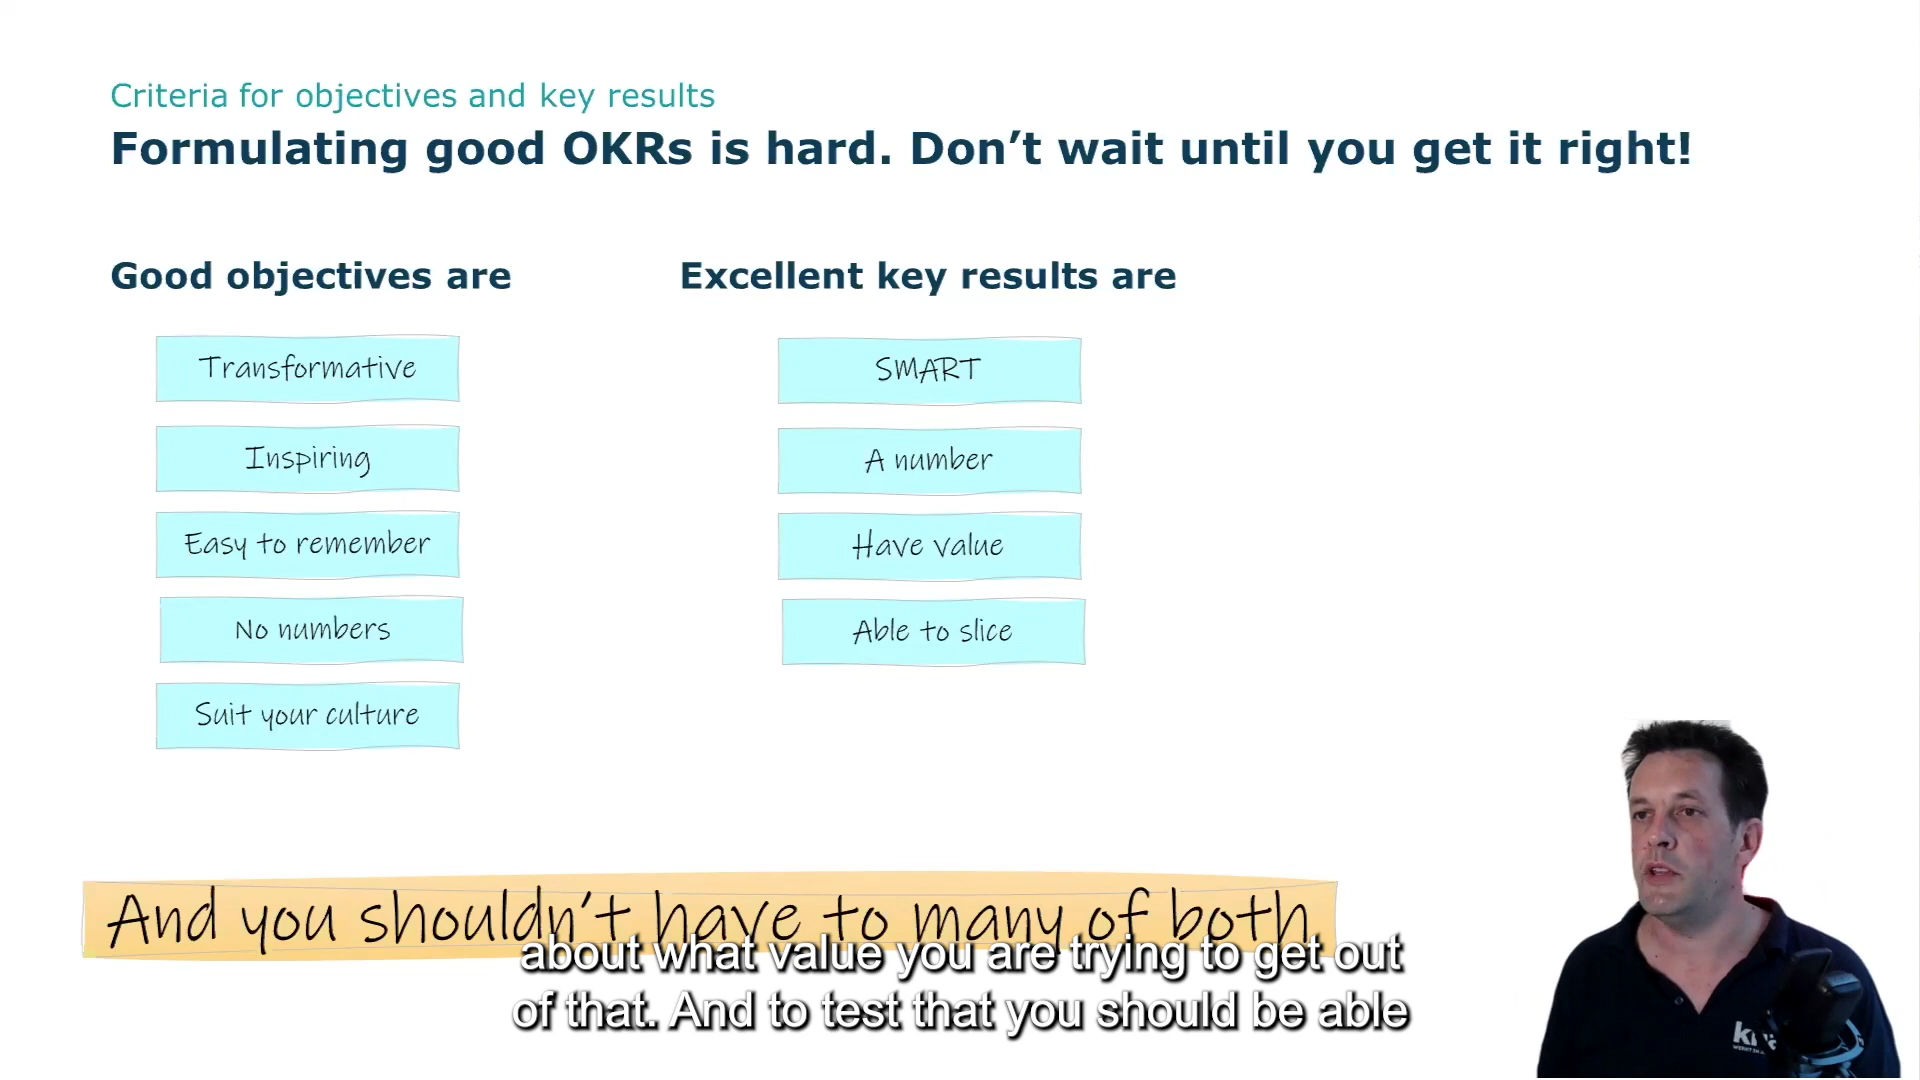 Criteria for objectives and key results
Formulating good OKRs is hard. Don’t wait until you get it right!
Good objectives are
Transformative
Inspiring
Easy to remember
No numbers
Suit your culture
Excellent key results are
SMART
A number
Have value
Able to slice
And you shouldn’t have to many of both
about what value you are trying to get out
of that. And to test that you should be able